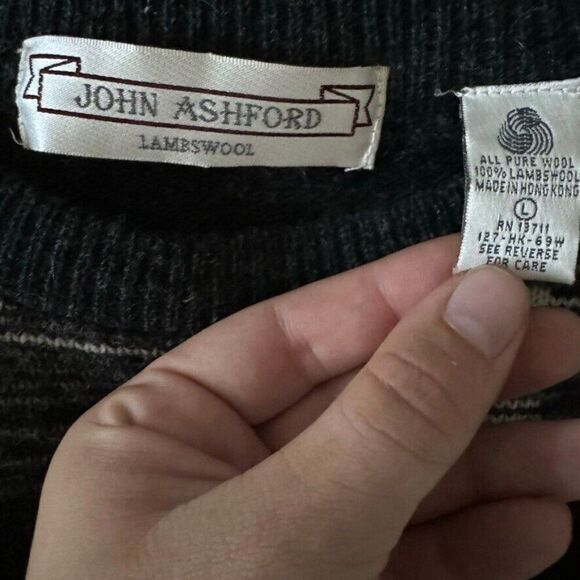 JOHN ASHFORD
LAMBSWOOL
ALL PURE WOOL
100% LAMBSWOOL
MADE IN HONG KONG
L
RN 13711
127-HK-69W
SEE REVERSE
FOR CARE